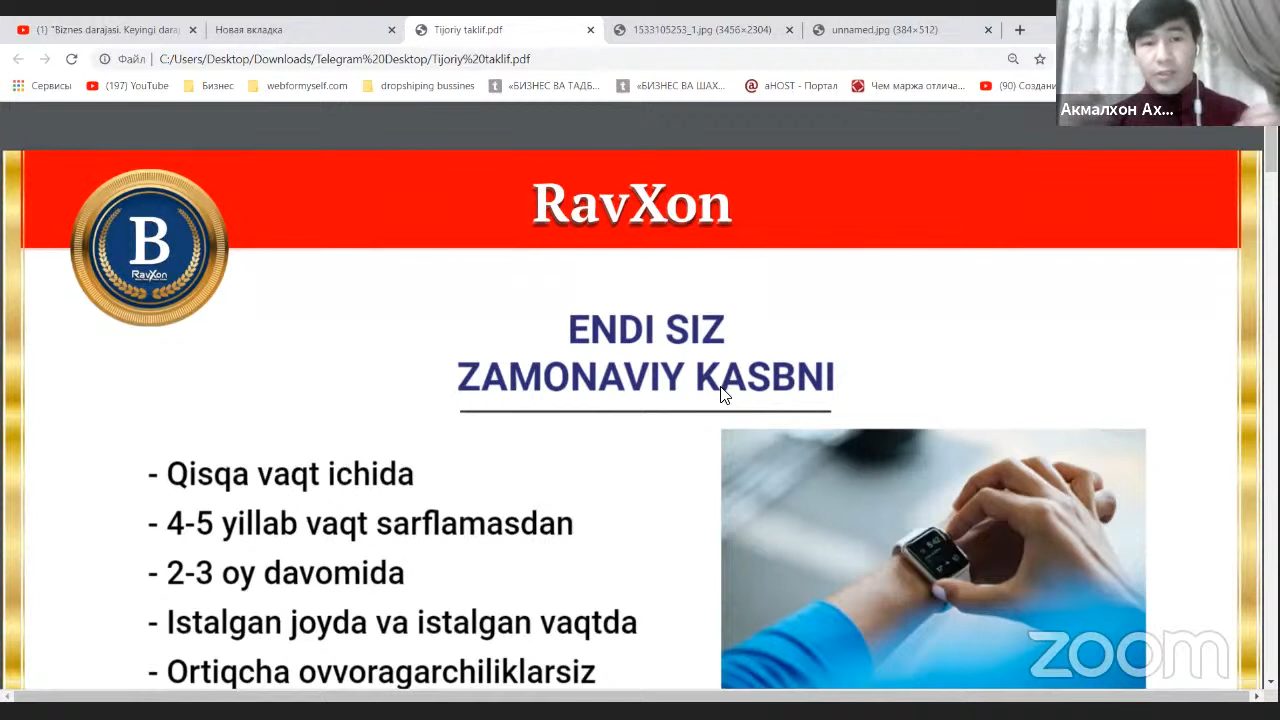 (1) "Biznes darajasi. Keyingi dara
Новая вкладка
Tijoriy taklif.pdf
1533105253_1.jpg (3456×2304)
unnamed.jpg (384×512)
Файл
C:/Users/Desktop/Downloads/Telegram%20Desktop/Tijoriy%20taklif.pdf
Сервисы
(197) YouTube
Бизнес
webformyself.com
dropshiping bussines
«БИЗНЕС ВА ТАДБ...
«БИЗНЕС ВА ШАХ...
aHOST - Портал
Чем маржа отлича...
(90) Создани
Акмалхон Ах...
RavXon
B
RavXon
ENDI SIZ
ZAMONAVIY KASBNI
- Qisqa vaqt ichida
- 4-5 yillab vaqt sarflamasdan
- 2-3 oy davomida
- Istalgan joyda va istalgan vaqtda
- Ortiqcha ovvoragarchiliklarsiz
zoom